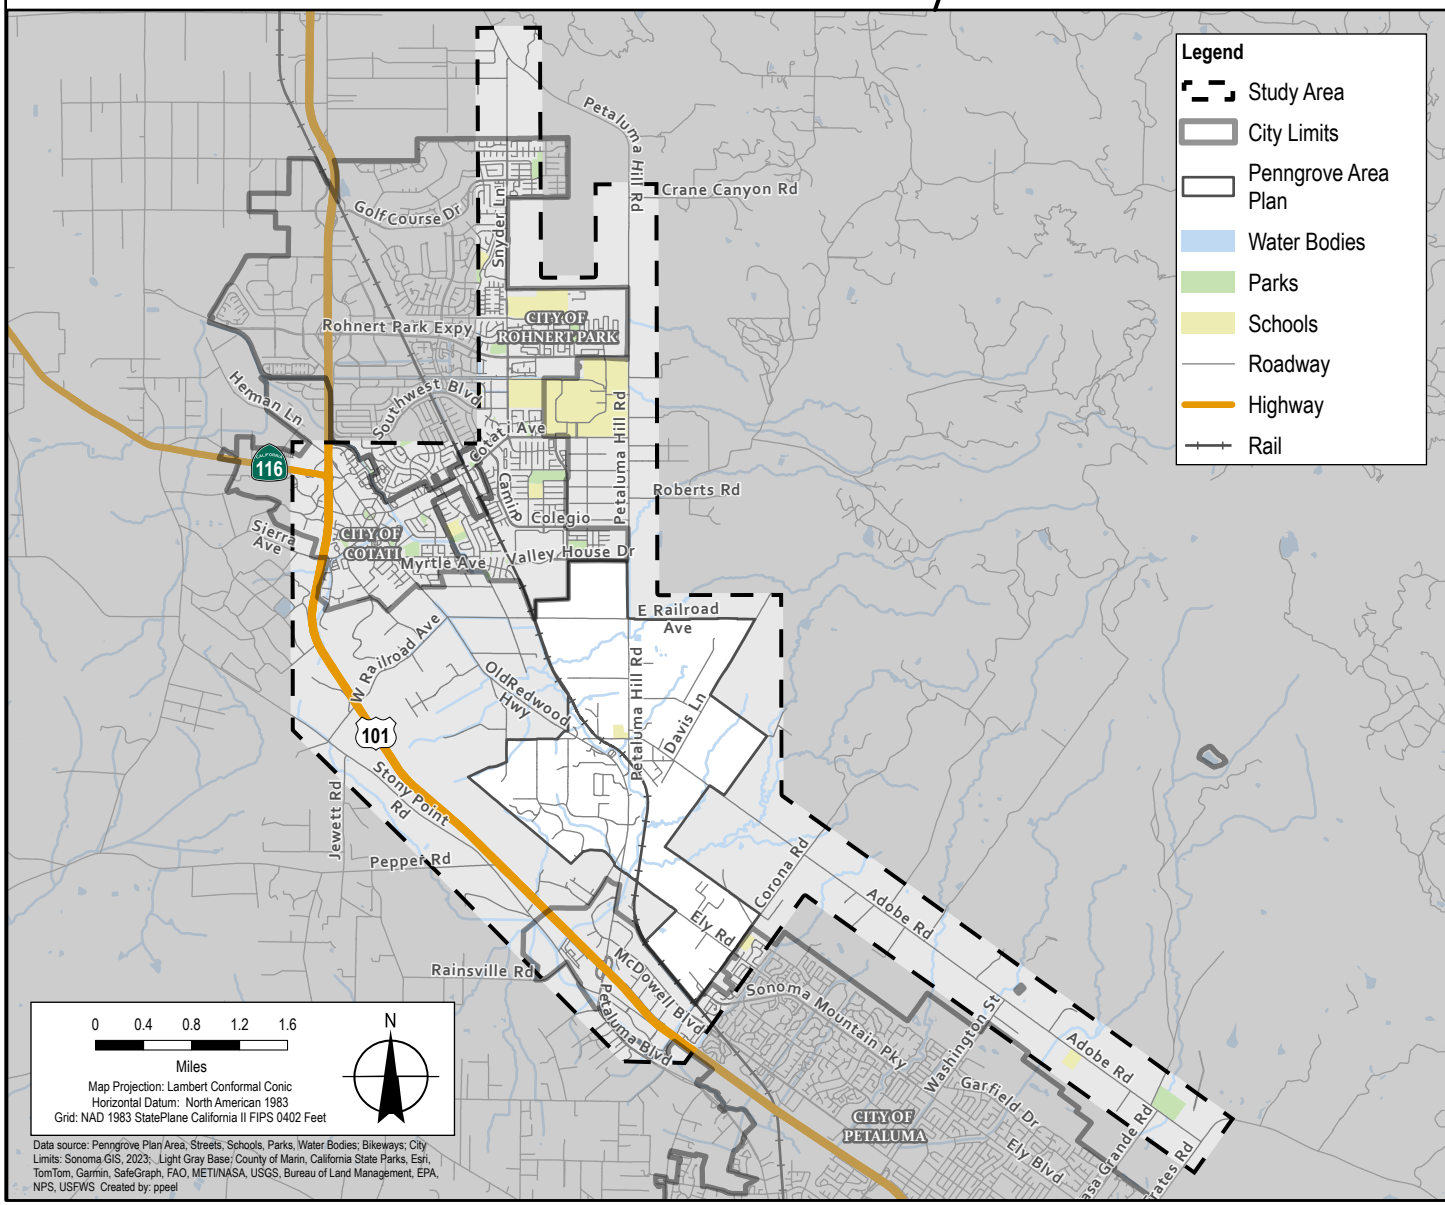 Legend
Study Area
City Limits
Penngrove Area
Plan
Water Bodies
Parks
Schools
Roadway
Highway
Rail
Petaluma Hill Rd
Crane Canyon Rd
Golf Course Dr
Snyder Ln
CITY OF
ROHNERT PARK
Rohnert Park Expy
Herman Ln
Southwest Blvd
Cotati Ave
Petaluma Hill Rd
CALIFORNIA
116
Camino
Colegio
Roberts Rd
Sierra
Ave
CITY OF
COTATI
Myrtle Ave
Valley House Dr
E Railroad
Ave
W Railroad Ave
Old Redwood
Hwy
Petaluma Hill Rd
Davis Ln
101
Stony Point
Rd
Jewett Rd
Pepper Rd
Corona Rd
Adobe Rd
Ely Rd
Rainsville Rd
McDowell Blvd
Petaluma Blvd
Sonoma Mountain Pky
Washington St
Adobe Rd
Garfield Dr
CITY OF
PETALUMA
Ely Blvd
asa Grande Rd
rates Rd
0 0.4 0.8 1.2 1.6
Miles
N
Map Projection: Lambert Conformal Conic
Horizontal Datum: North American 1983
Grid: NAD 1983 StatePlane California II FIPS 0402 Feet
Data source: Penngrove Plan Area, Streets, Schools, Parks, Water Bodies; Bikeways; City
Limits: Sonoma GIS, 2023; Light Gray Base: County of Marin, California State Parks, Esri,
TomTom, Garmin, SafeGraph, FAO, METI/NASA, USGS, Bureau of Land Management, EPA,
NPS, USFWS Created by: ppeel